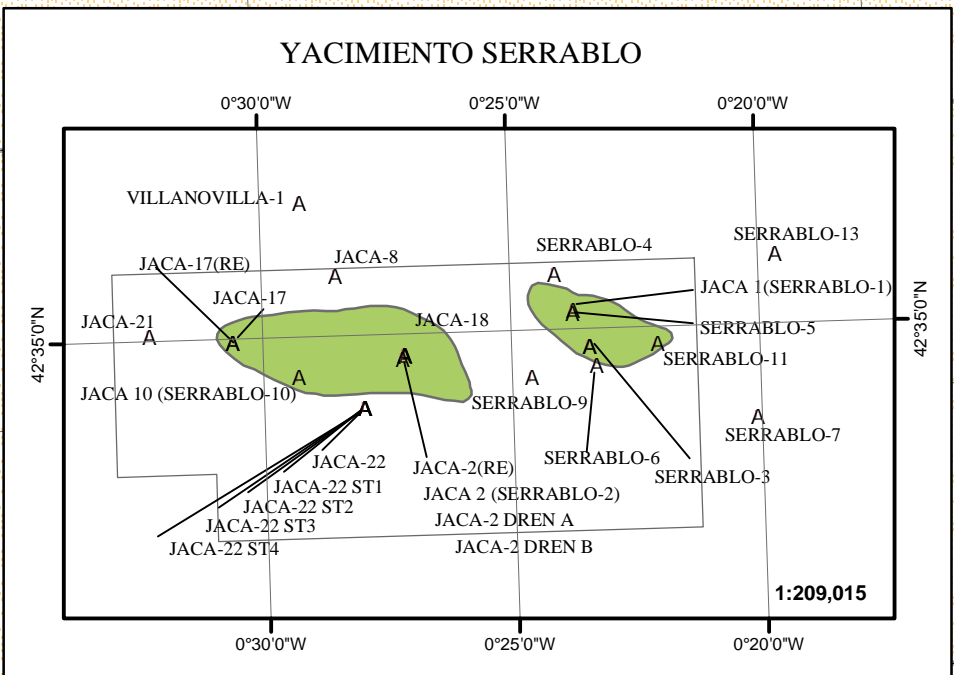 YACIMIENTO SERRABLO
0°30'0"W
0°25'0"W
0°20'0"W
VILLANOVILLA-1
A
SERRABLO-13
A
SERRABLO-4
A
JACA-17(RE)
JACA-8
A
JACA 1(SERRABLO-1)
JACA-17
A
JACA-18
SERRABLO-5
JACA-21
A
A
A
A
SERRABLO-11
42°35'0"N
42°35'0"N
A
A
JACA 10 (SERRABLO-10)
A
A
SERRABLO-9
A
A
SERRABLO-7
JACA-22
JACA-2(RE)
SERRABLO-6
SERRABLO-3
JACA-22 ST1
JACA 2 (SERRABLO-2)
JACA-22 ST2
JACA-22 ST3
JACA-2 DREN A
JACA-22 ST4
JACA-2 DREN B
1:209,015
0°30'0"W
0°25'0"W
0°20'0"W